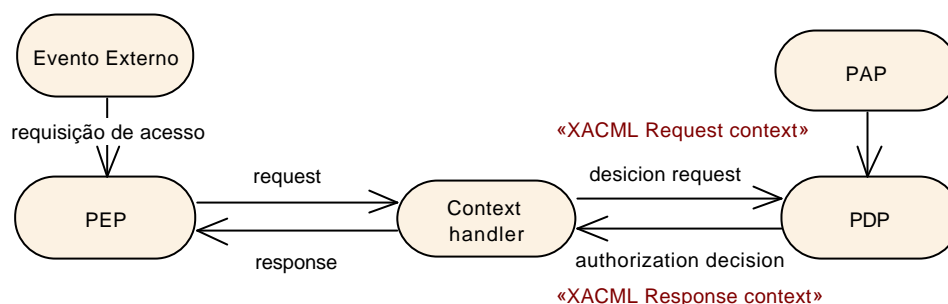 Evento Externo
PAP
requisição de acesso
«XACML Request context»
request
desicion request
PEP
Context
handler
PDP
response
authorization decision
«XACML Response context»